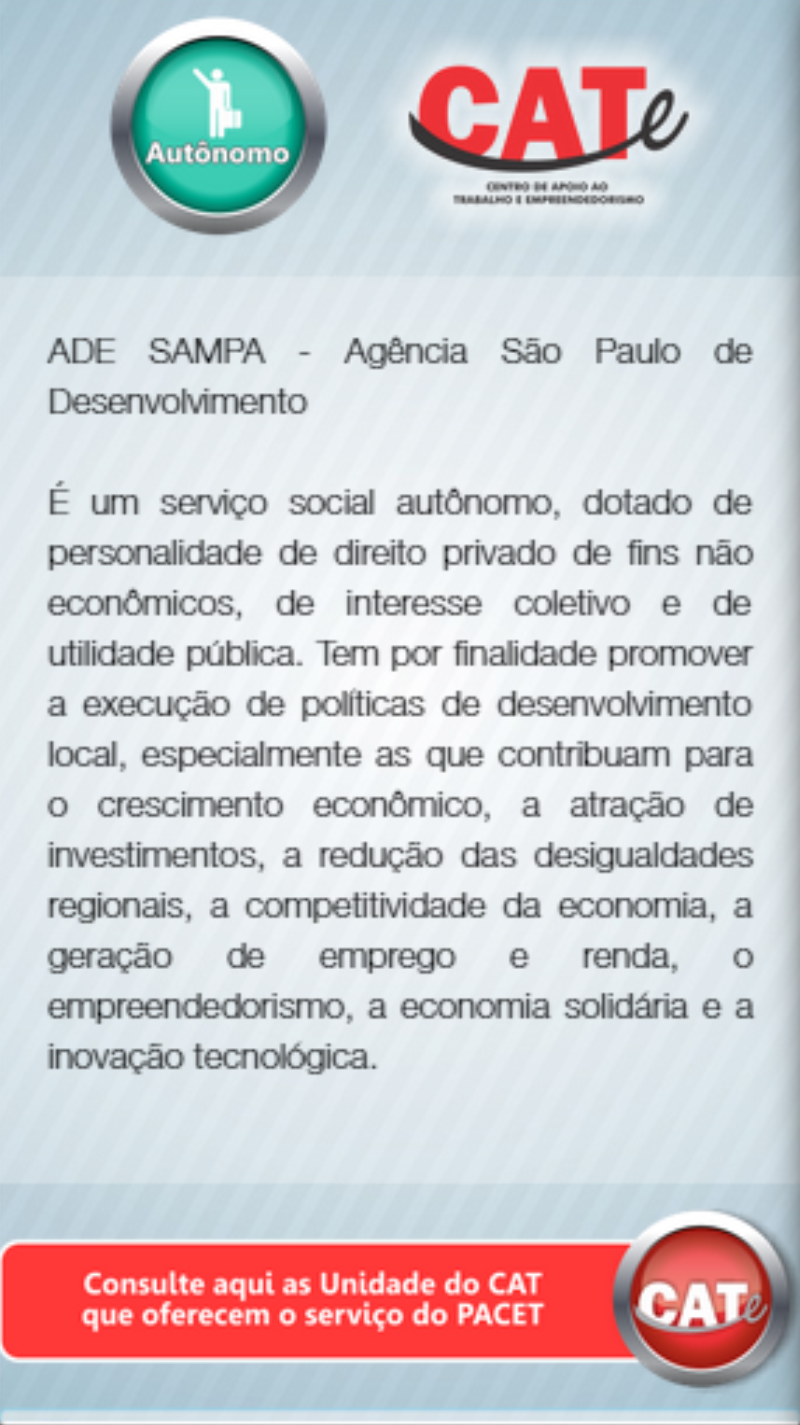 Autônomo
CATe
CENTRO DE APOIO AO
TRABALHO E EMPREENDEDORISMO
ADE SAMPA - Agência São Paulo de
Desenvolvimento
É um serviço social autônomo, dotado de
personalidade de direito privado de fins não
econômicos, de interesse coletivo e de
utilidade pública. Tem por finalidade promover
a execução de políticas de desenvolvimento
local, especialmente as que contribuam para
o crescimento econômico, a atração de
investimentos, a redução das desigualdades
regionais, a competitividade da economia, a
geração de emprego e renda, o
empreendedorismo, a economia solidária e a
inovação tecnológica.
Consulte aqui as Unidade do CAT
que oferecem o serviço do PACET
CATe